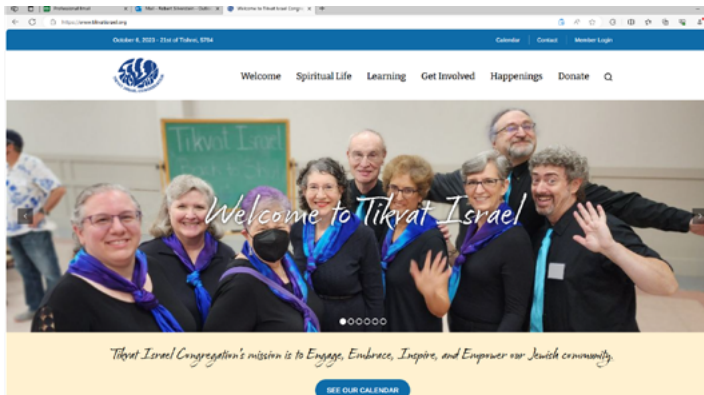 Professional Email
Welcome to Tikvat Israel Congre
https://www.tikvatisrael.org
October 6, 2023 - 21st of Tishrei, 5784
Calendar
Contact
Member Login
Welcome
Spiritual Life
Learning
Get Involved
Happenings
Donate
Tikvat Israel
Welcome to Tikvat Israel
Tikvat Israel Congregation's mission is to Engage, Embrace, Inspire, and Empower our Jewish community.
SEE OUR CALENDAR